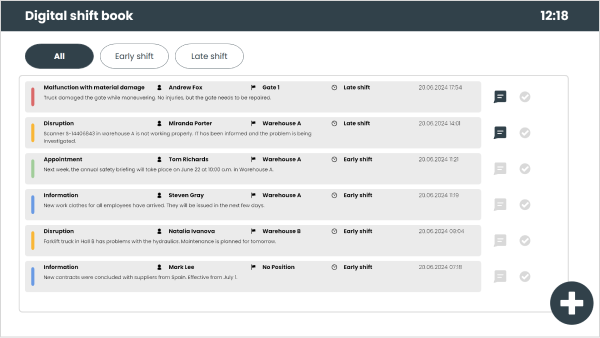 Digital shift book
12:18
All
Early shift
Late shift
Malfunction with material damage Andrew Fox Gate 1 Late shift 20.06.2024 17:54
Truck damaged the gate while maneuvering. No injuries, but the gate needs to be repaired.
Disruption Miranda Porter Warehouse A Late shift 20.06.2024 14:01
Scanner S-14406843 in warehouse A is not working properly. IT has been informed and the problem is being
investigated.
Appointment Tom Richards Warehouse A Early shift 20.06.2024 11:21
Next week, the annual safety briefing will take place on June 22 at 10:00 a.m. in Warehouse A.
Information Steven Gray Warehouse A Early shift 20.06.2024 11:19
New work clothes for all employees have arrived. They will be issued in the next few days.
Disruption Natalia Ivanova Warehouse B Early shift 20.06.2024 09:04
Forklift truck in Hall B has problems with the hydraulics. Maintenance is planned for tomorrow.
Information Mark Lee No Position Early shift 20.06.2024 07:18
New contracts were concluded with suppliers from Spain. Effective from July 1.